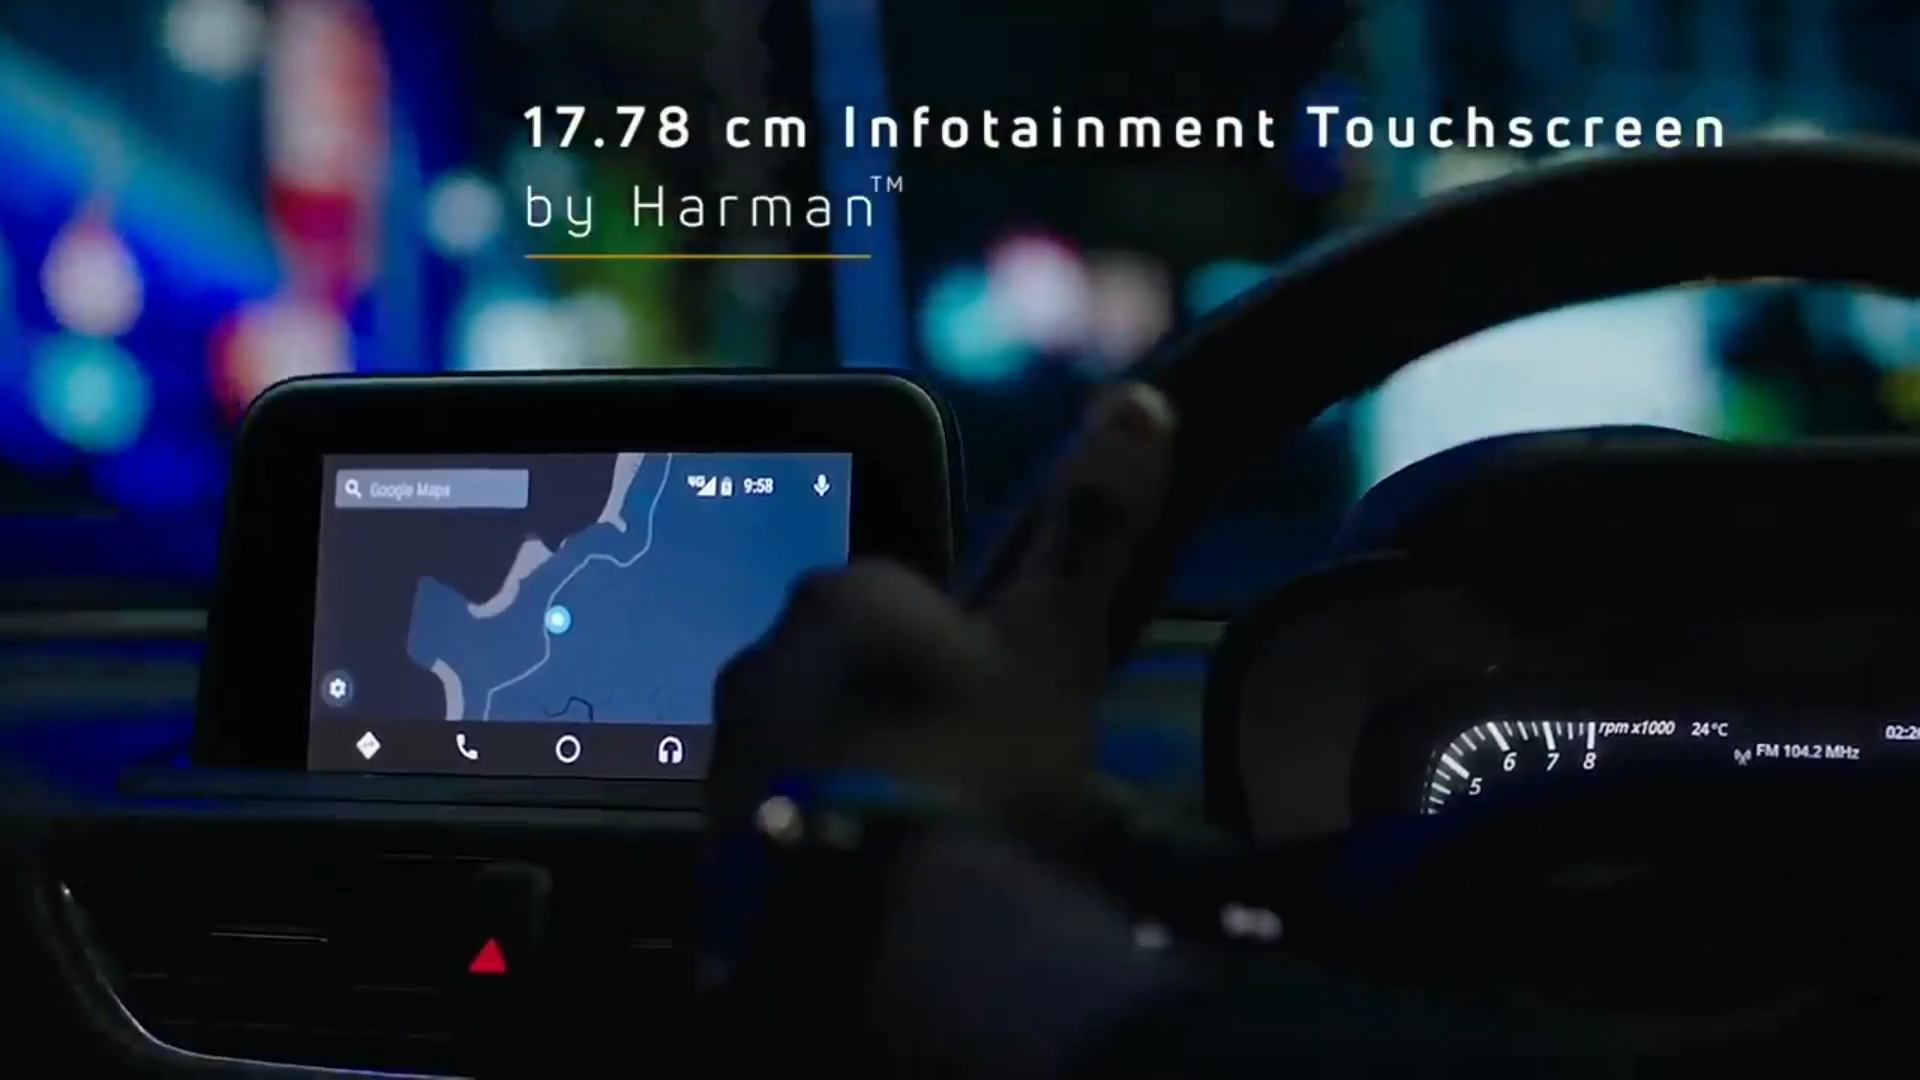 17.78 cm Infotainment Touchscreen
by Harman™
Google Maps
4G 9:58
rpm x1000 24°C
FM 104.2 MHz
5 6 7 8